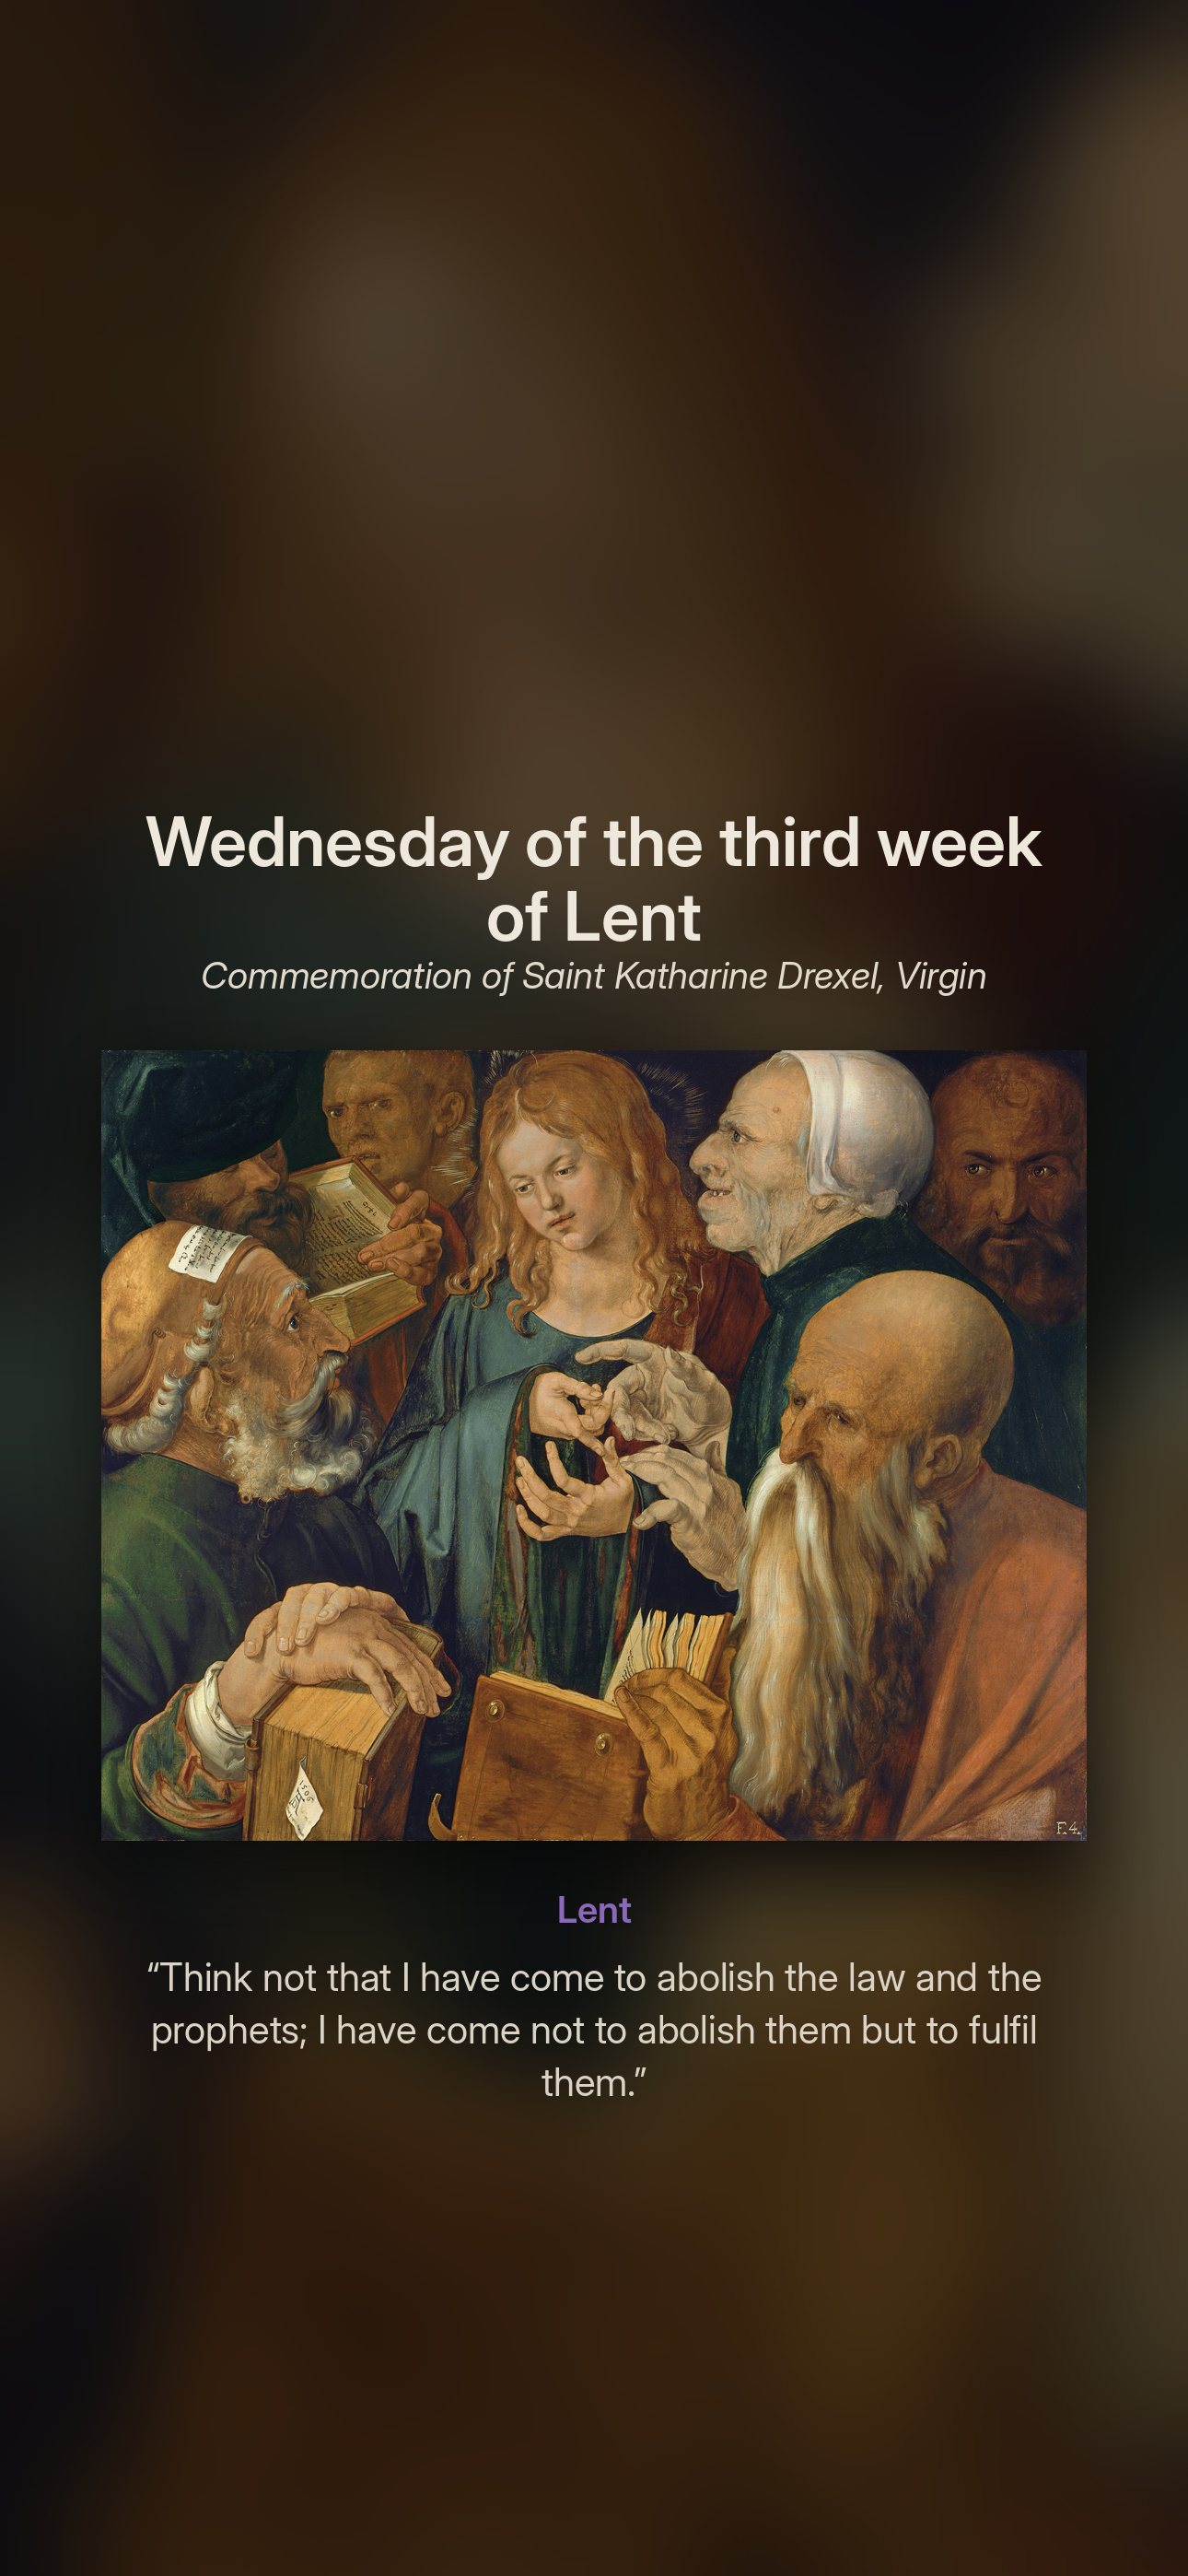 Wednesday of the third week
of Lent
Commemoration of Saint Katharine Drexel, Virgin
F.4.
Lent
“Think not that I have come to abolish the law and the
prophets; I have come not to abolish them but to fulfil
them.”